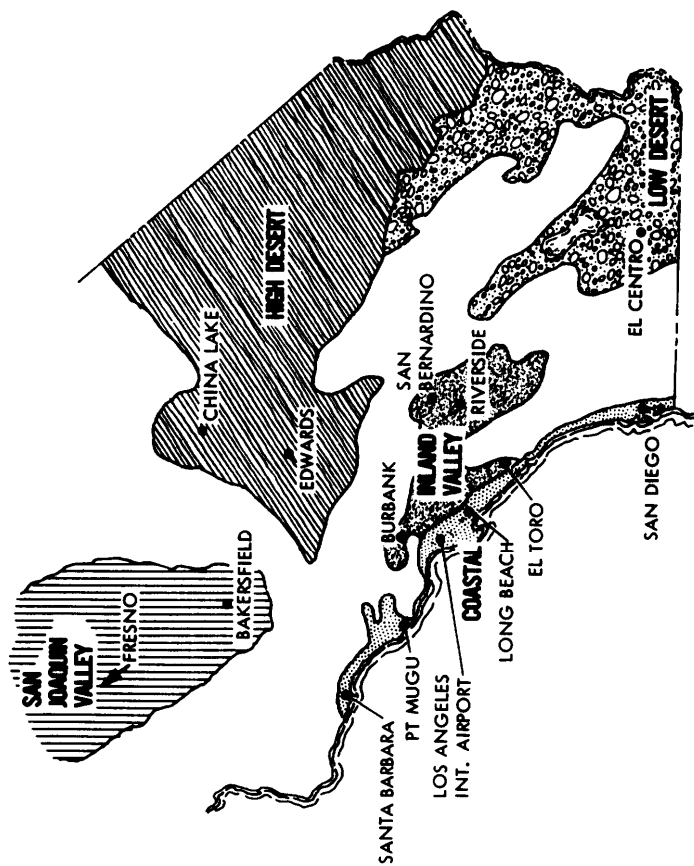 SAN
JOAQUIN
VALLEY
FRESNO
BAKERSFIELD
CHINA LAKE
EDWARDS
HIGH DESERT
SANTA BARBARA
PT MUGU
LOS ANGELES
INT. AIRPORT
COASTAL
LONG BEACH
EL TORO
BURBANK
INLAND
VALLEY
SAN
BERNARDINO
RIVERSIDE
SAN DIEGO
EL CENTRO
LOW DESERT